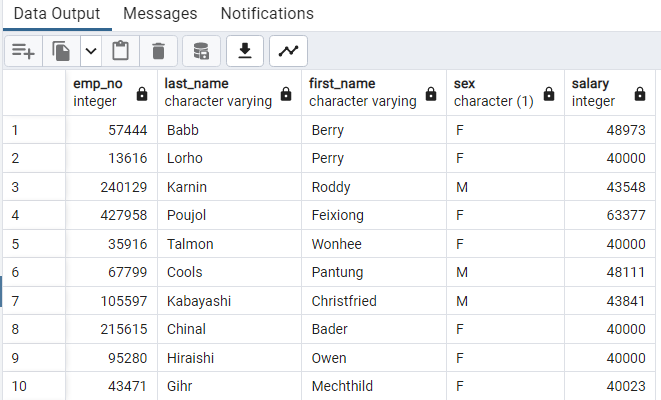 Data Output Messages Notifications
emp_no last_name first_name sex salary
integer character varying character varying character (1) integer
1 57444 Babb Berry F 48973
2 13616 Lorho Perry F 40000
3 240129 Karnin Roddy M 43548
4 427958 Poujol Feixiong F 63377
5 35916 Talmon Wonhee F 40000
6 67799 Cools Pantung M 48111
7 105597 Kabayashi Christfried M 43841
8 215615 Chinal Bader F 40000
9 95280 Hiraishi Owen F 40000
10 43471 Gihr Mechthild F 40023